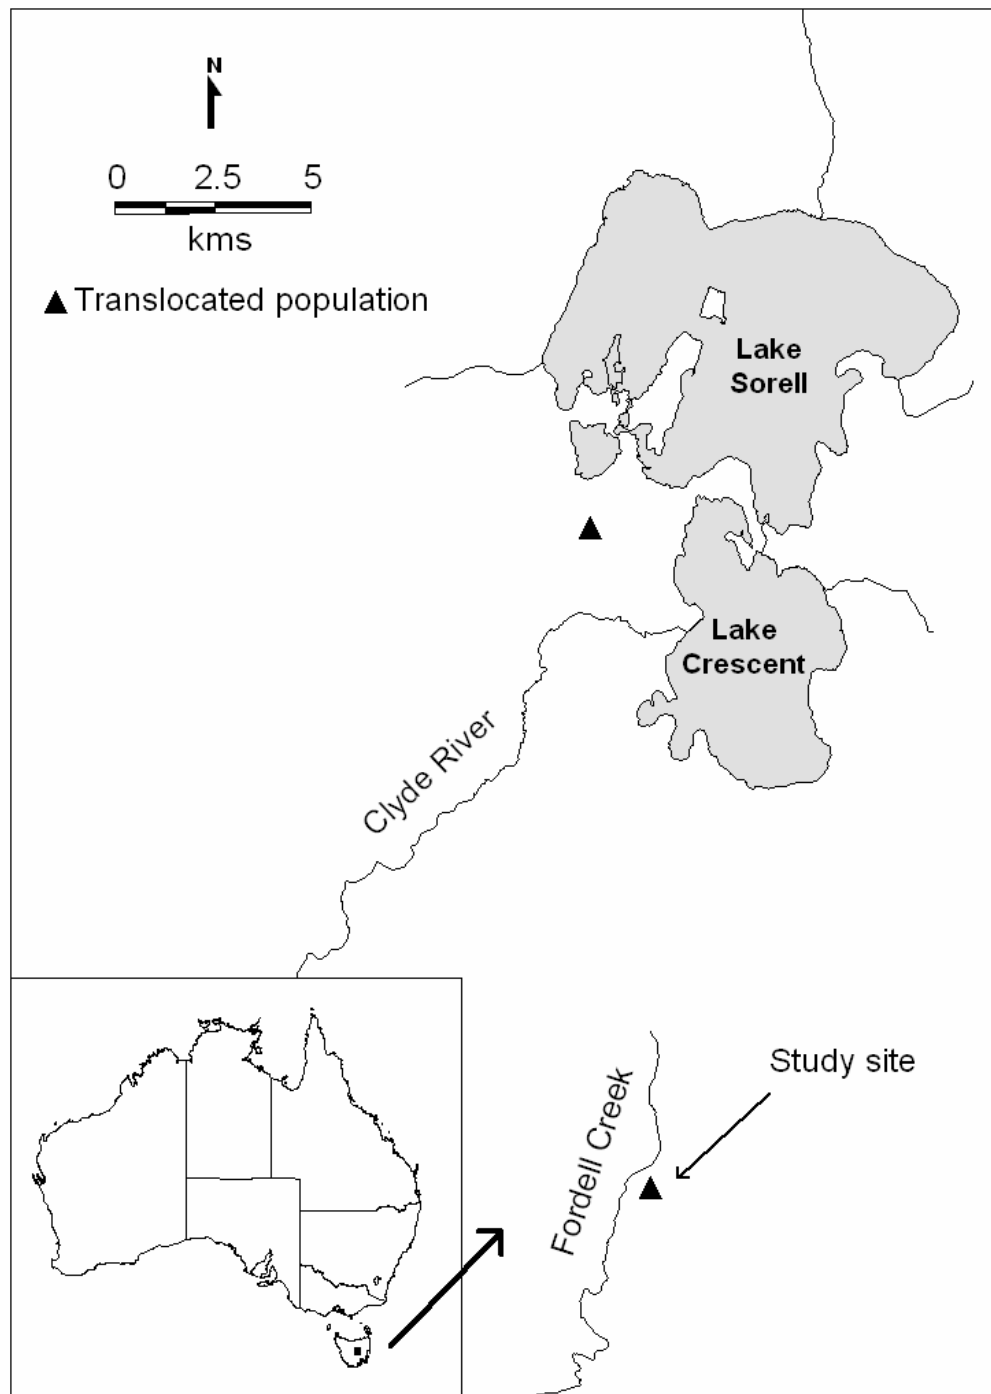 N
0 2.5 5
kms
Translocated population
Lake
Sorell
Lake
Crescent
Clyde River
Study site
Fordell Creek